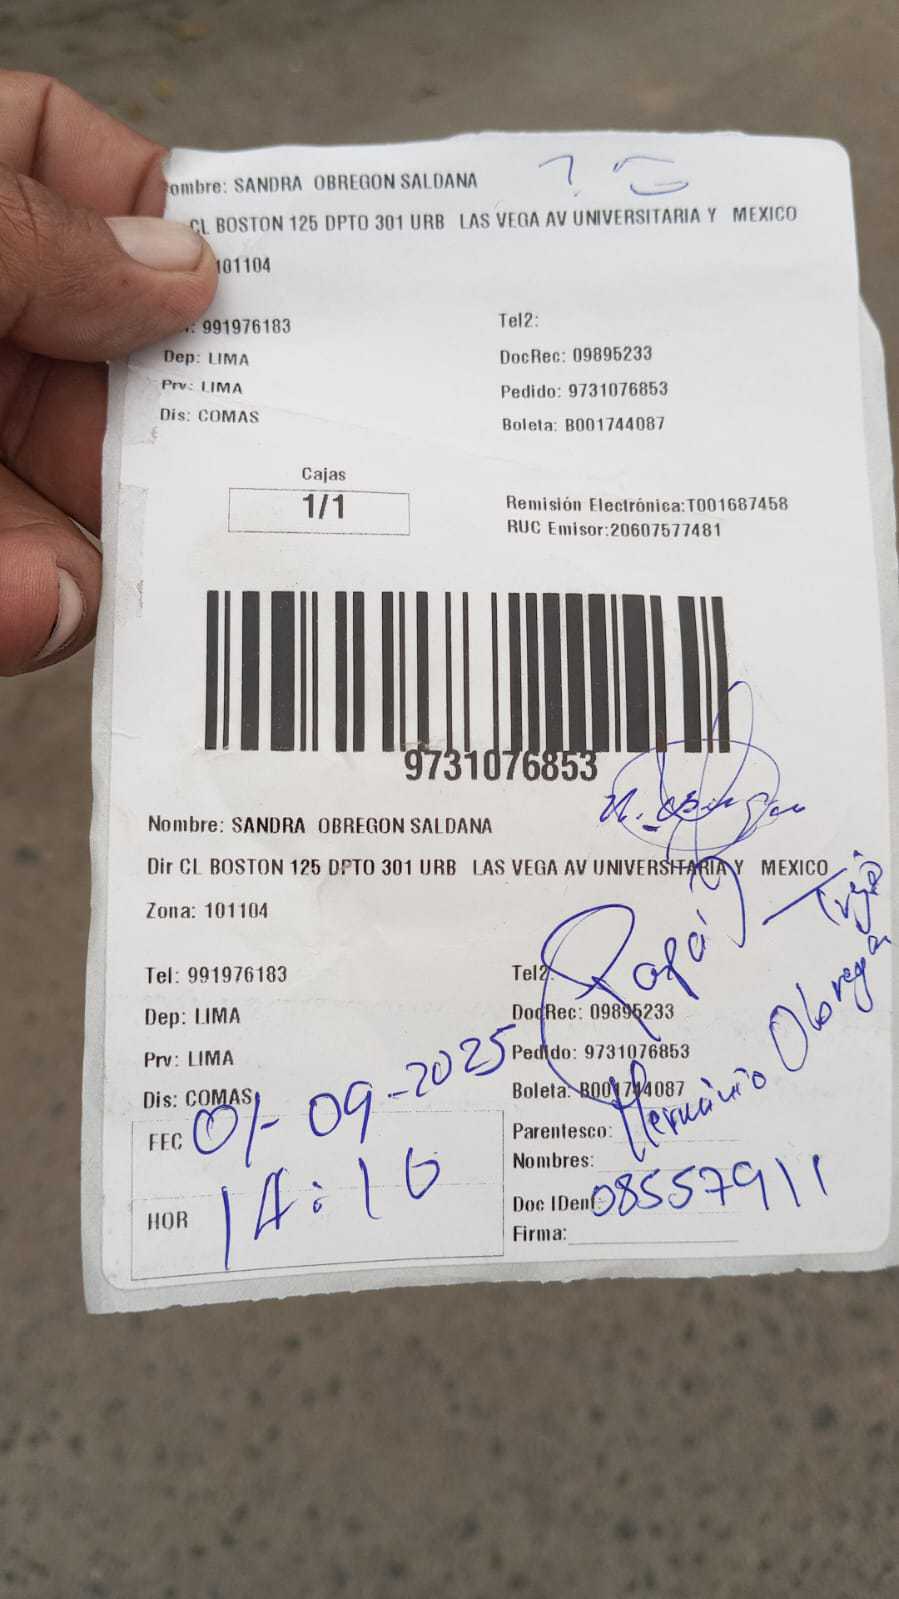 ombre: SANDRA OBREGON SALDANA
CL BOSTON 125 DPTO 301 URB LAS VEGA AV UNIVERSITARIA Y MEXICO
101104
: 991976183
Tel2:
Dep: LIMA
DocRec: 09895233
Prv: LIMA
Pedido: 9731076853
Dis: COMAS
Boleta: B001744087
Cajas
1/1
Remisión Electrónica:T001687458
RUC Emisor:20607577481
9731076853
Nombre: SANDRA OBREGON SALDANA
Dir CL BOSTON 125 DPTO 301 URB LAS VEGA AV UNIVERSITARIA Y MEXICO
Zona: 101104
Tel: 991976183
Tel2:
Dep: LIMA
DocRec: 09895233
Prv: LIMA
Pedido: 9731076853
Dis: COMAS
Boleta: B001744087
FEC 01-09-2025
HOR 14:16
Parentesco: Papá
Nombres: Herminio Obregon
Doc IDent: 08557911
Firma: